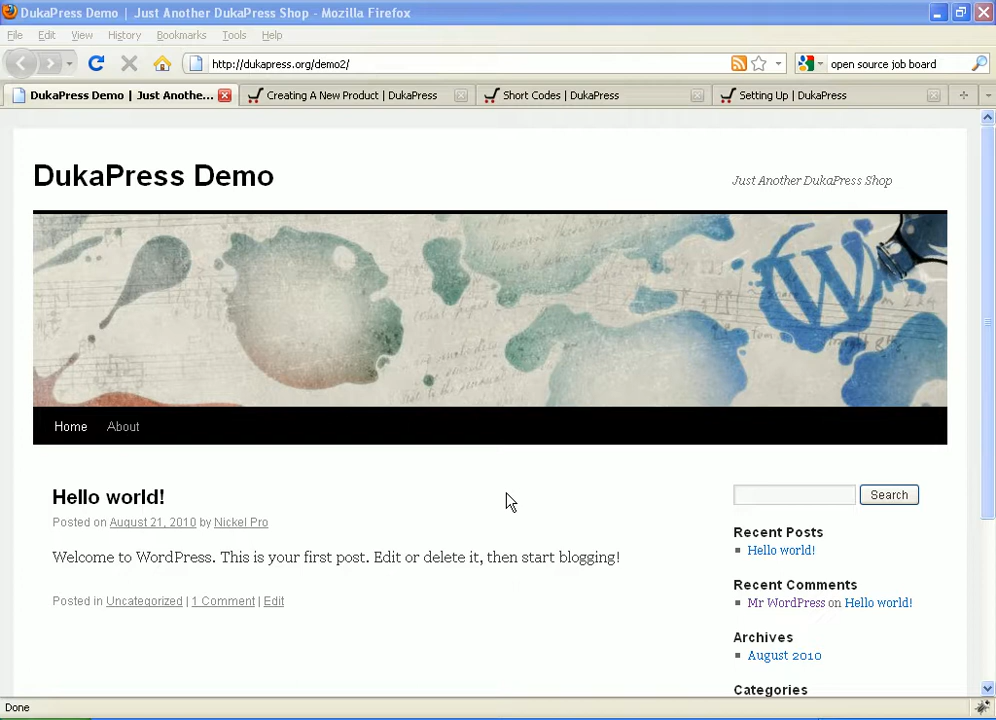 DukaPress Demo | Just Another DukaPress Shop - Mozilla Firefox
File Edit View History Bookmarks Tools Help
http://dukapress.org/demo2/
open source job board
DukaPress Demo | Just Anothe...
Creating A New Product | DukaPress
Short Codes | DukaPress
Setting Up | DukaPress
DukaPress Demo
Just Another DukaPress Shop
Home About
Hello world!
Posted on August 21, 2010 by Nickel Pro
Welcome to WordPress. This is your first post. Edit or delete it, then start blogging!
Posted in Uncategorized | 1 Comment | Edit
Search
Recent Posts
Hello world!
Recent Comments
Mr WordPress on Hello world!
Archives
August 2010
Categories
Done